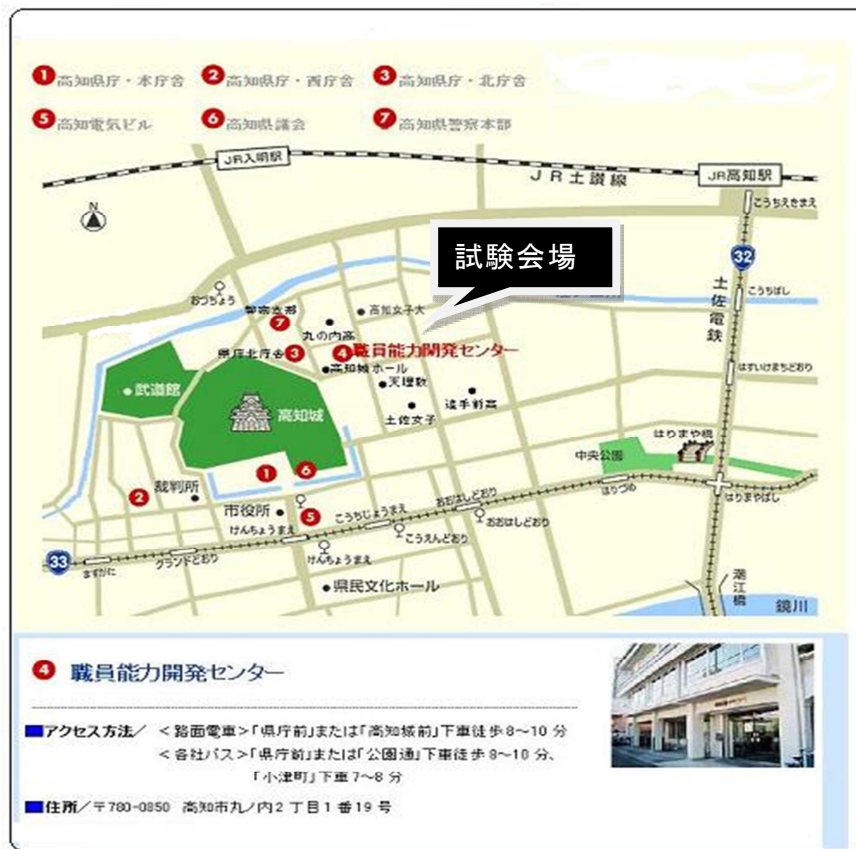 1 高知県庁・本庁舎 2 高知県庁・西庁舎 3 高知県庁・北庁舎
5 高知電気ビル 6 高知県議会 7 高知県警察本部
JR入明駅
JR土讃線
JR高知駅
こうちえきまえ
N
試験会場
32
土佐電鉄
こうちばし
おづちょう
7
丸の内高
高知女子大
県庁北庁舎 3
4 職員能力開発センター
高知城ホール
天理教
はすいけまちどおり
武道館
高知城
土佐女子
追手前高
はりまや橋
中央公園
1
6
裁判所
2
市役所
5
けんちょうまえ
こうちじょうまえ
おおはしどおり
ほりづめ
はりまやばし
おおはしどおり
こうえんどおり
けんちょうまえ
33
ますがた
グランドどおり
県民文化ホール
潮江橋
鏡川
4 職員能力開発センター
アクセス方法/ <路面電車>「県庁前」または「高知城前」下車徒歩8~10 分
<各社バス>「県庁前」または「公園通」下車徒歩8~10 分、
「小津町」下車 7~8 分
住所/〒780-0850 高知市丸ノ内2 丁目1 番19 号